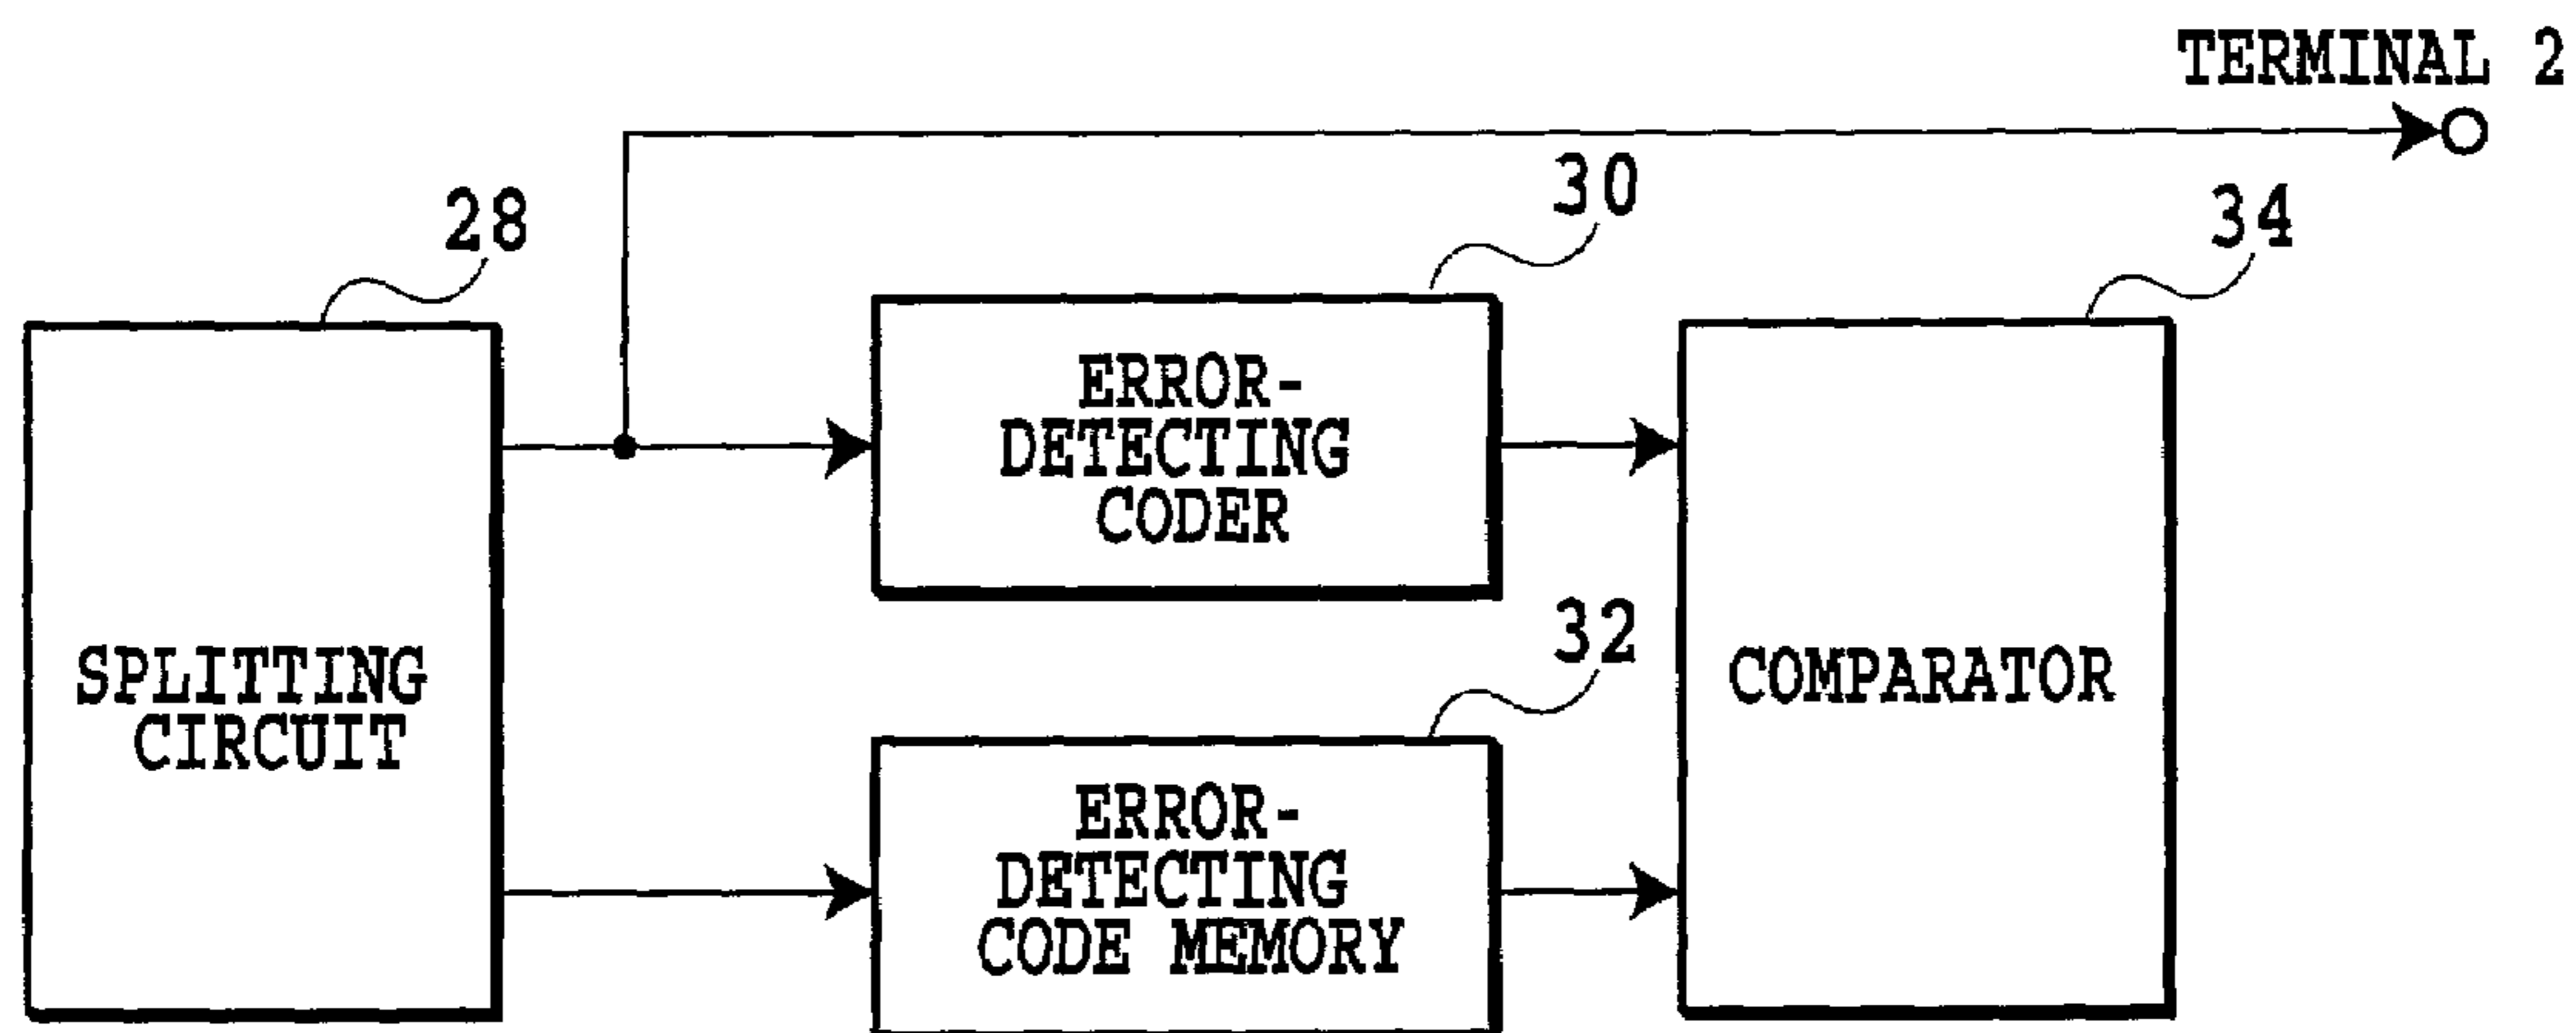 TERMINAL 2
28
30
34
ERROR-
DETECTING
CODER
SPLITTING
CIRCUIT
32
COMPARATOR
ERROR-
DETECTING
CODE MEMORY